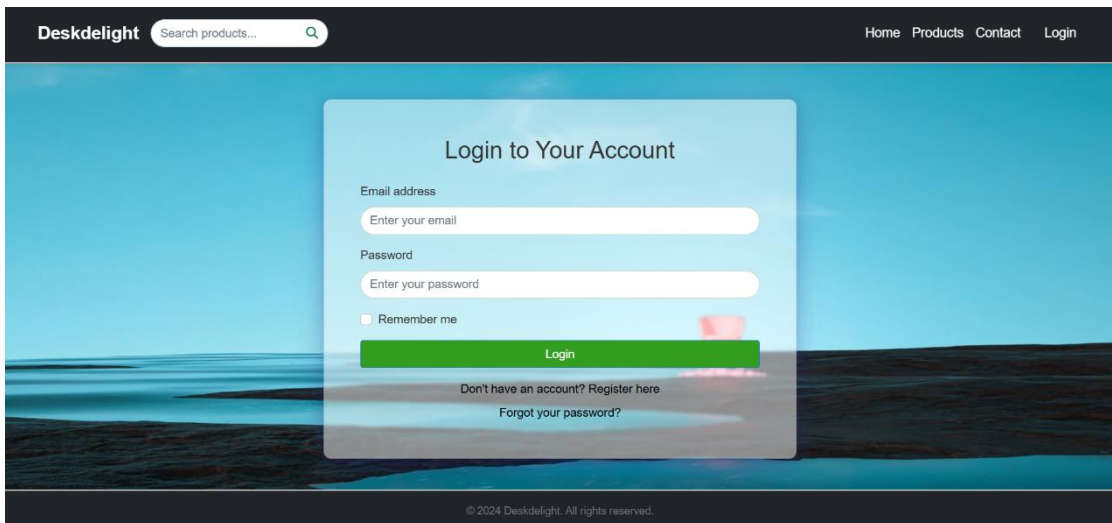 Deskdelight Search products... Home Products Contact Login
Login to Your Account
Email address
Enter your email
Password
Enter your password
Remember me
Login
Don't have an account? Register here
Forgot your password?
© 2024 Deskdelight. All rights reserved.